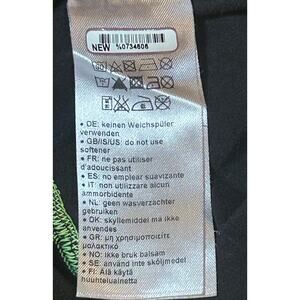 NEW %0734606
• DE: keinen Weichspüler
verwenden
• GB/IS/US: do not use
softener
• FR: ne pas utiliser
d'adoucissant
• ES: no emplear suavizante
• IT: non utilizzare alcun
ammorbidente
• NL: geen wasverzachter
gebruiken
• DK: skyllemiddel må ikke
anvendes
• GR: μη χρησιμοποιείτε
μαλακτικό
• NO: ikke bruk balsam
• SE: använd inte sköljmedel
• FI: Älä käytä
huuhteluainetta